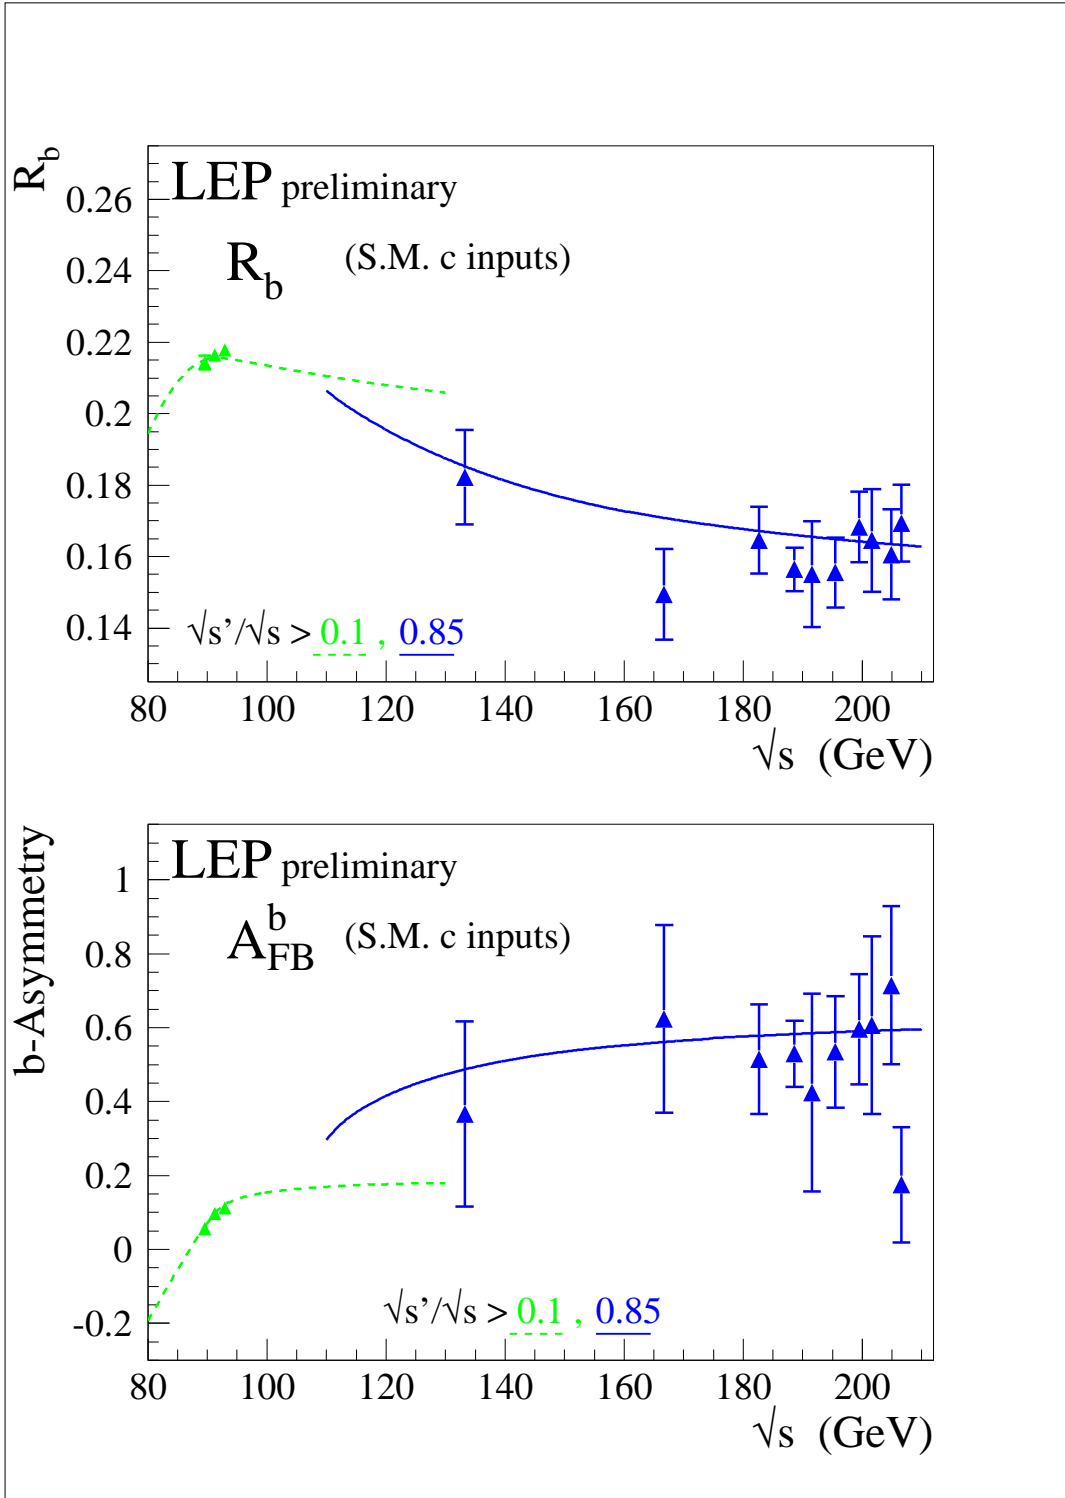 R_b
LEP preliminary
R_b (S.M. c inputs)
0.26
0.24
0.22
0.2
0.18
0.16
0.14
√s’/√s > 0.1 , 0.85
80 100 120 140 160 180 200
√s (GeV)
b-Asymmetry
LEP preliminary
A_FB^b (S.M. c inputs)
1
0.8
0.6
0.4
0.2
0
-0.2
√s’/√s > 0.1 , 0.85
80 100 120 140 160 180 200
√s (GeV)